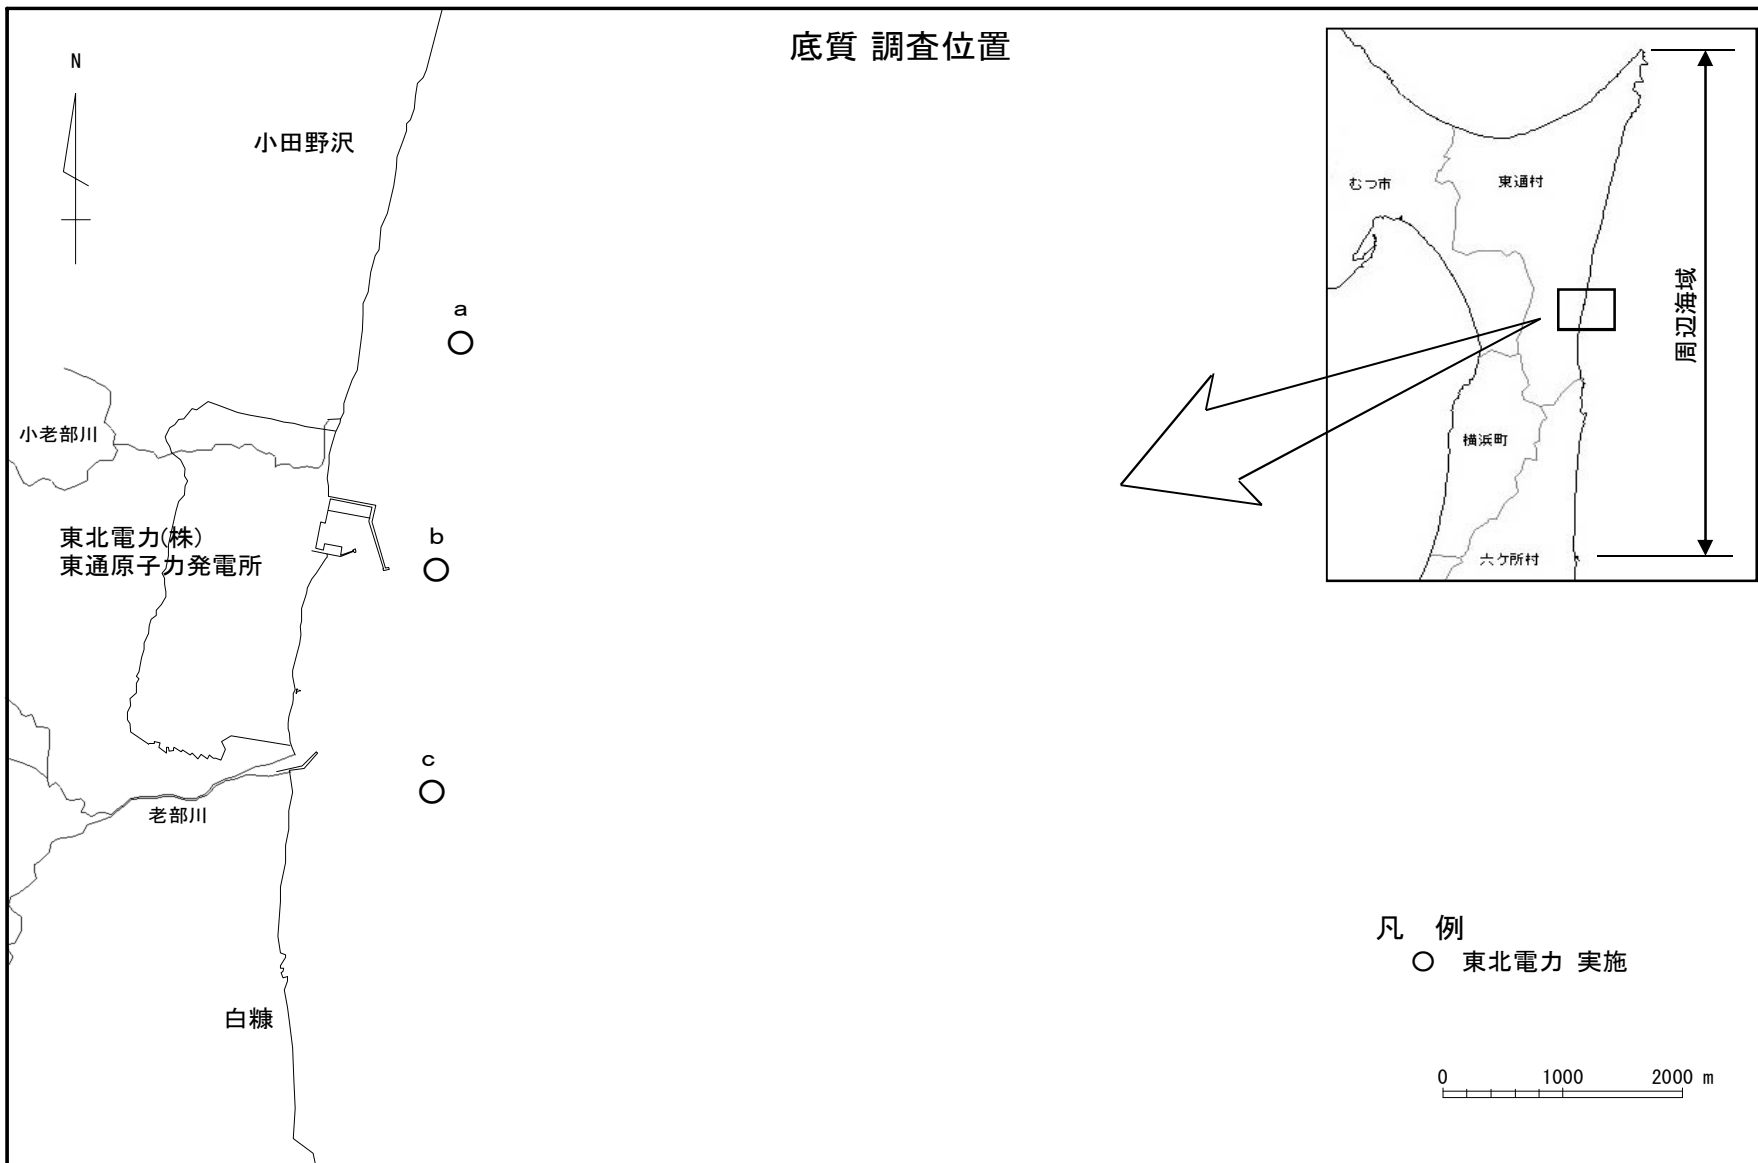 底質 調査位置
N
小田野沢
むつ市
東通村
周辺海域
a
小老部川
横浜町
東北電力(株)
東通原子力発電所
b
六ケ所村
c
老部川
凡 例
○ 東北電力 実施
白糠
0 1000 2000 m